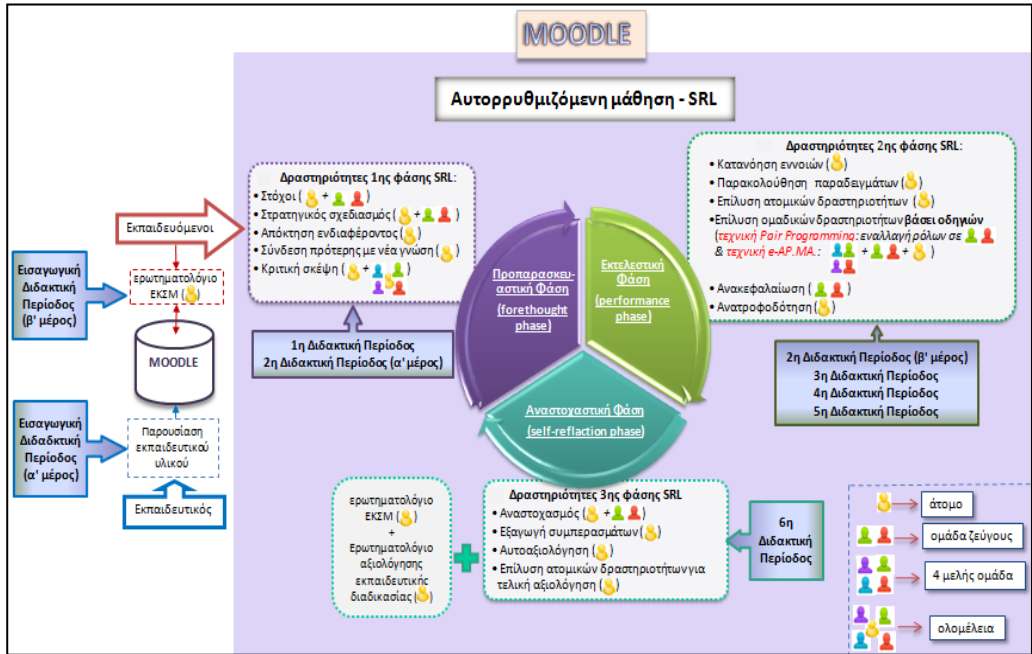 MOODLE
Αυτορρυθμιζόμενη μάθηση - SRL
Δραστηριότητες 1ης φάσης SRL:
• Στόχοι ( + )
• Στρατηγικός σχεδιασμός ( + )
• Απόκτηση ενδιαφέροντος ( )
• Σύνδεση πρότερης με νέα γνώση ( )
• Κριτική σκέψη ( + )
Δραστηριότητες 2ης φάσης SRL:
• Κατανόηση εννοιών ( )
• Παρακολούθηση παραδειγμάτων ( )
• Επίλυση ατομικών δραστηριοτήτων ( )
• Επίλυση ομαδικών δραστηριοτήτων βάσει οδηγιών
(τεχνική Pair Programming: εναλλαγή ρόλων σε
& τεχνική e-AP.MA.: + + )
• Ανακεφαλαίωση ( )
• Ανατροφοδότηση ( )
Εκπαιδευόμενοι
Εισαγωγική
Διδακτική
Περίοδος
(β' μέρος)
ερωτηματολόγιο
ΕΚΣΜ ( )
MOODLE
Εισαγωγική
Διδαδκτική
Περίοδος
(α' μέρος)
Παρουσίαση
εκπαιδευτικού
υλικού
Εκπαιδευτικός
Προπαρασκευ-
αστική Φάση
(forethought
phase)
Εκτελεστική
Φάση
(performance
phase)
Αναστοχαστική Φάση
(self-reflaction phase)
1η Διδακτική Περίοδος
2η Διδακτική Περίοδος (α' μέρος)
2η Διδακτική Περίοδος (β' μέρος)
3η Διδακτική Περίοδος
4η Διδακτική Περίοδος
5η Διδακτική Περίοδος
ερωτηματολόγιο
ΕΚΣΜ ( )
+
Ερωτηματολόγιο
αξιολόγησης
εκπαιδευτικής
διαδικασίας ( )
Δραστηριότητες 3ης φάσης SRL
• Αναστοχασμός ( + )
• Εξαγωγή συμπερασμάτων ( )
• Αυτοαξιολόγηση ( )
• Επίλυση ατομικών δραστηριοτήτων για
τελική αξιολόγηση ( )
6η
Διδακτική
Περίοδος
άτομο
ομάδα ζεύγους
4 μελής ομάδα
ολομέλεια